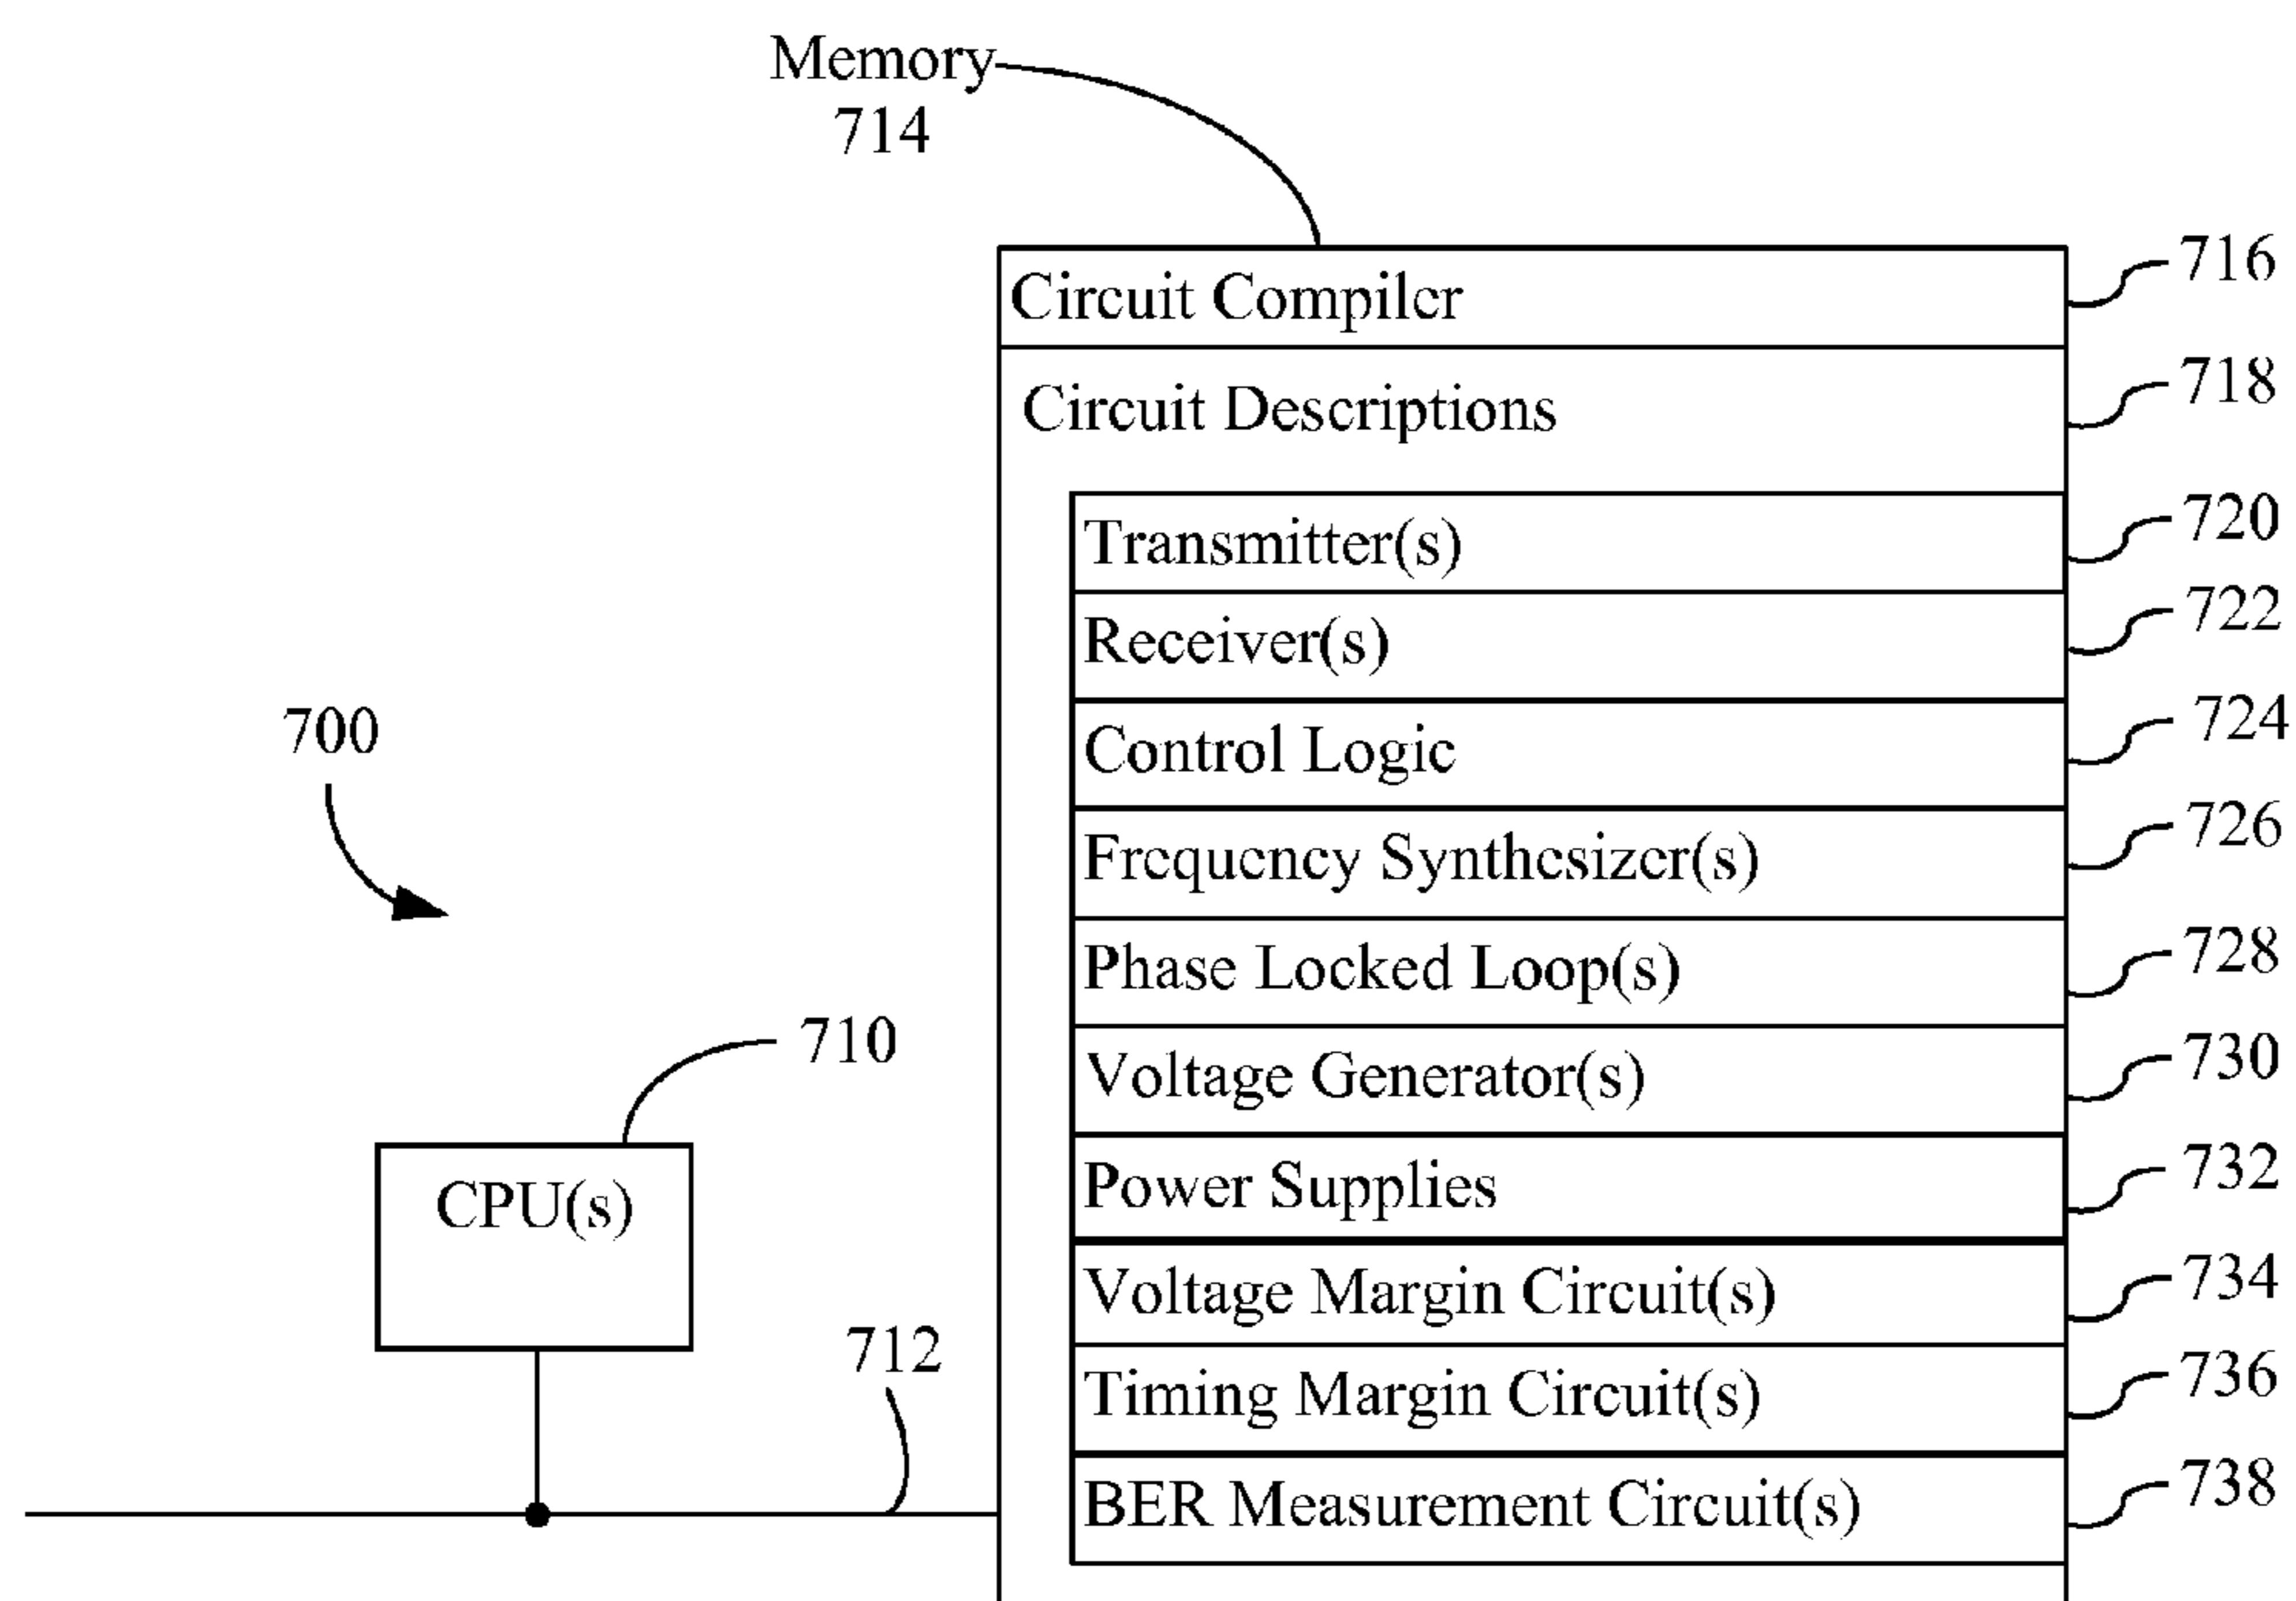 Memory
714
Circuit Compiler
716
Circuit Descriptions
718
Transmitter(s)
720
Receiver(s)
722
Control Logic
724
Frequency Synthesizer(s)
726
Phase Locked Loop(s)
728
Voltage Generator(s)
730
Power Supplies
732
Voltage Margin Circuit(s)
734
Timing Margin Circuit(s)
736
BER Measurement Circuit(s)
738
700
710
CPU(s)
712